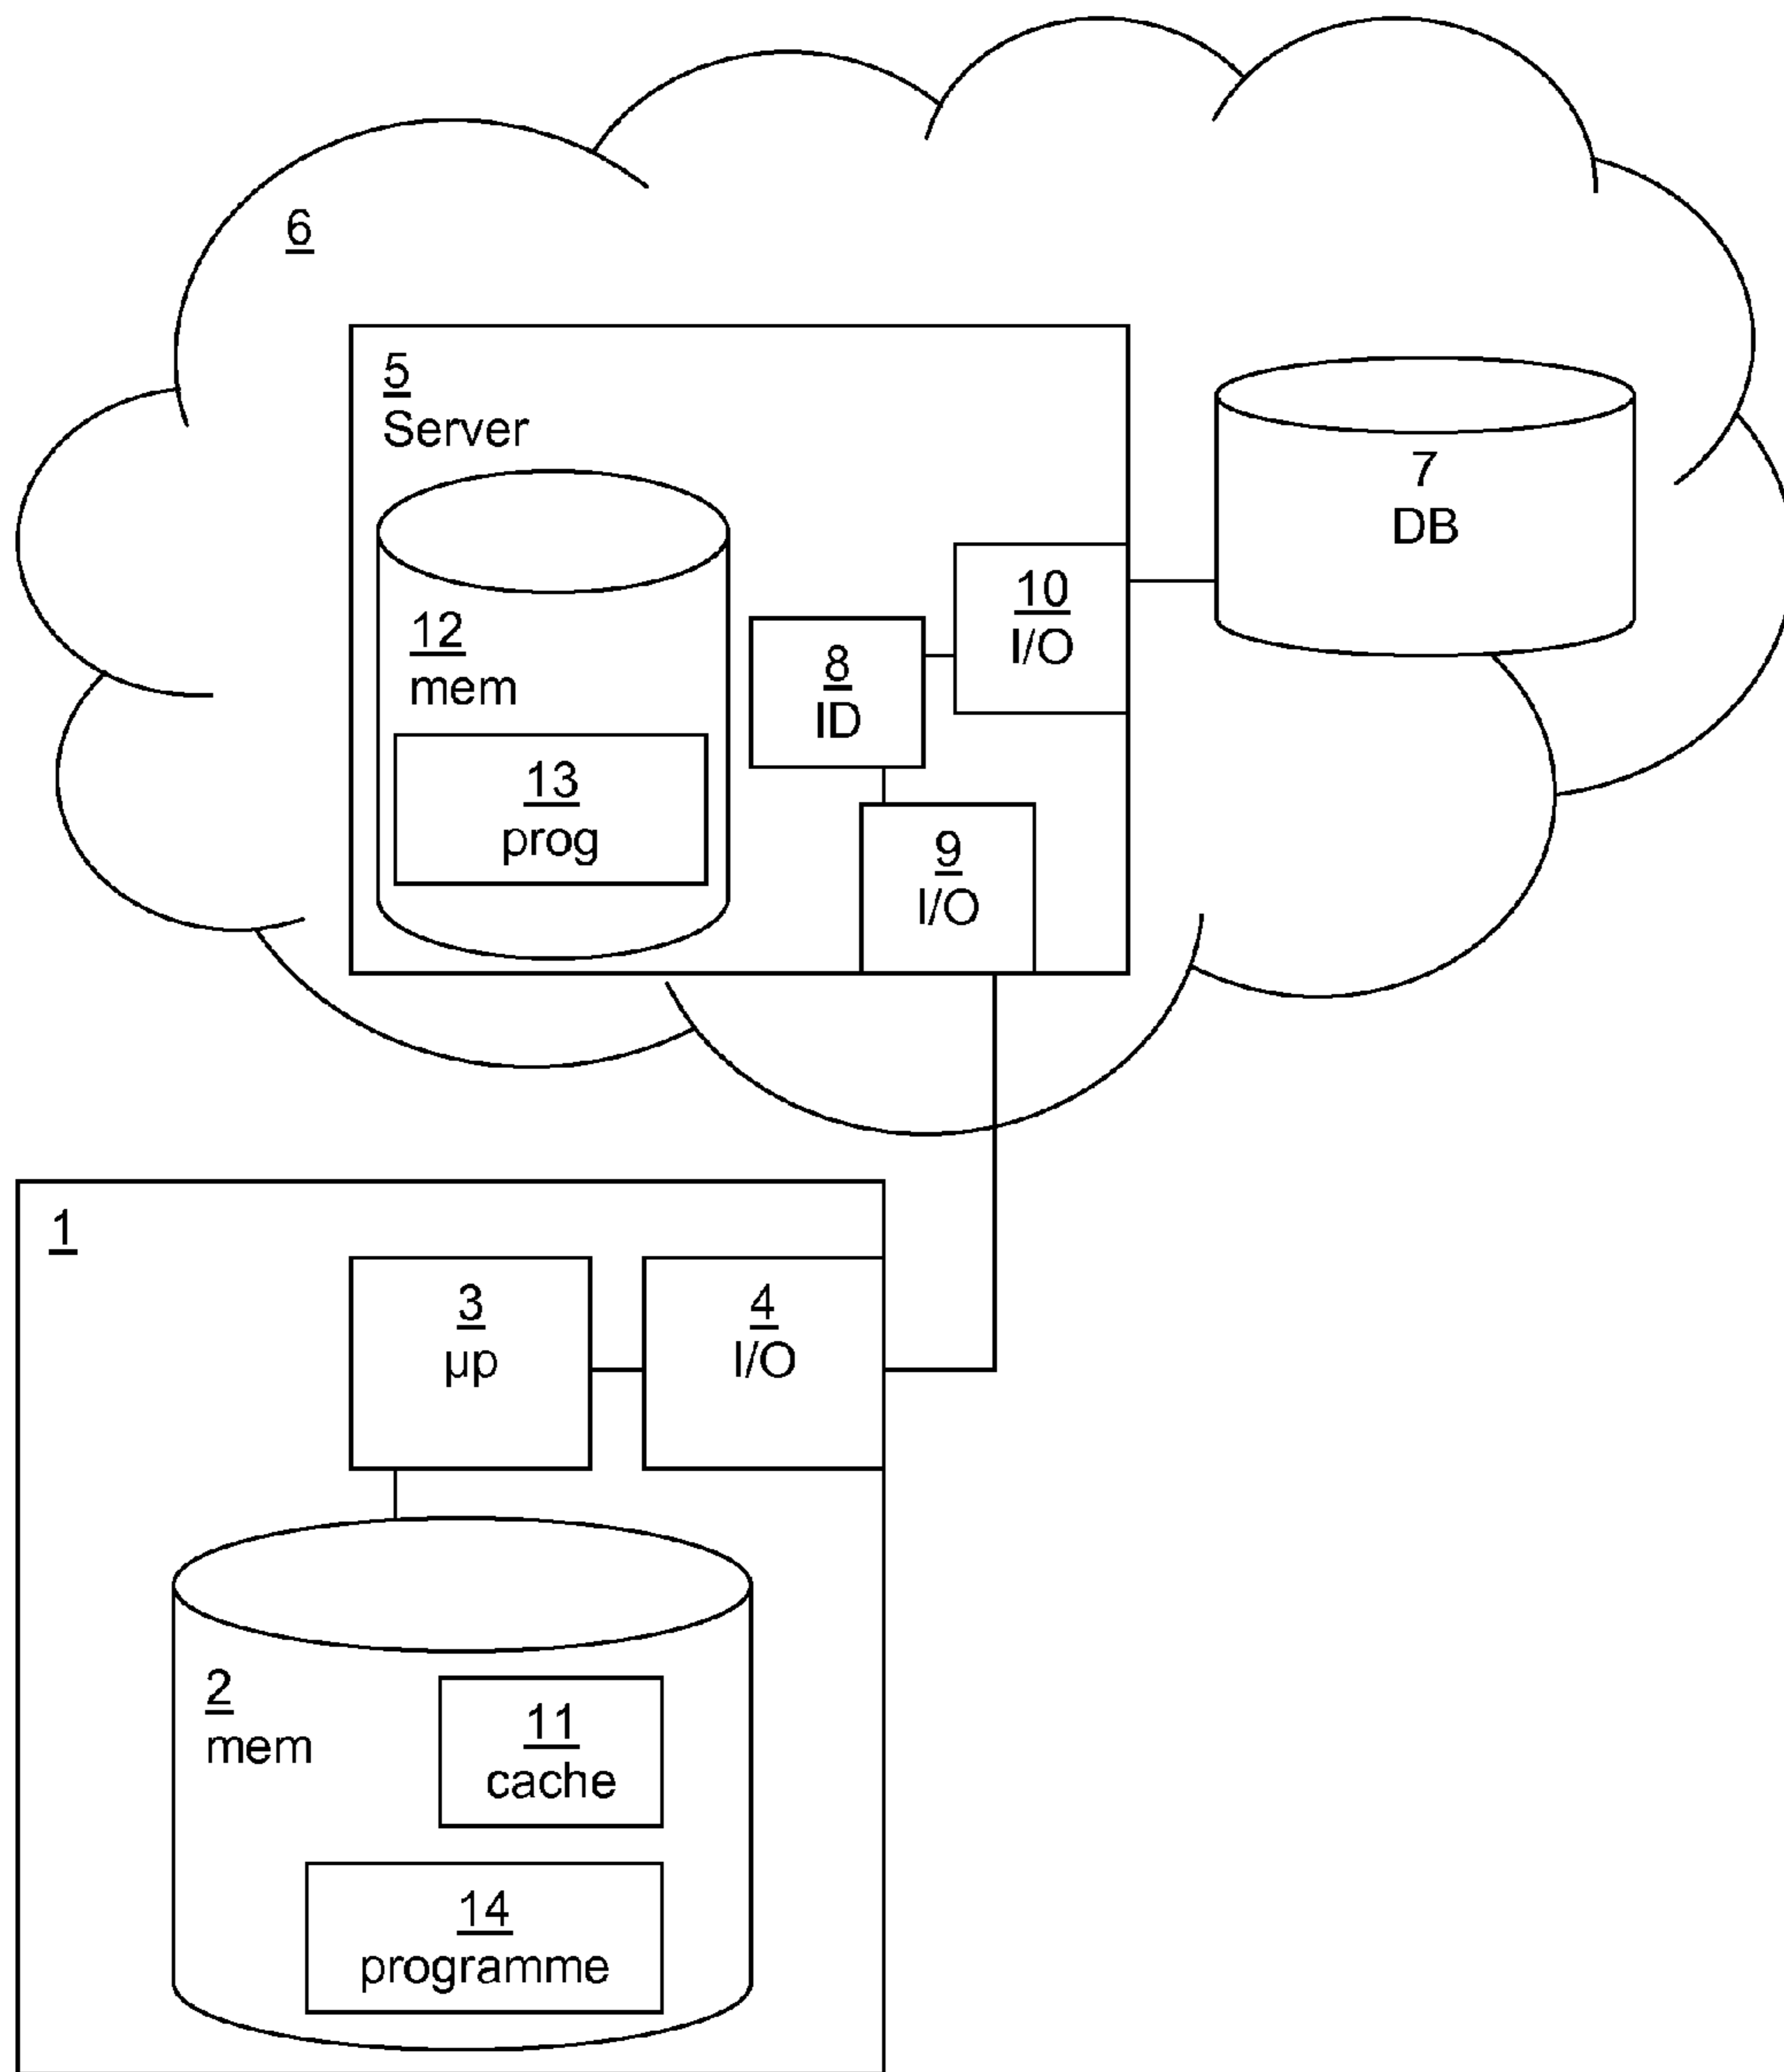 6
5
Server
7
DB
10
I/O
12
mem
8
ID
13
prog
9
I/O
1
3
µp
4
I/O
2
mem
11
cache
14
programme